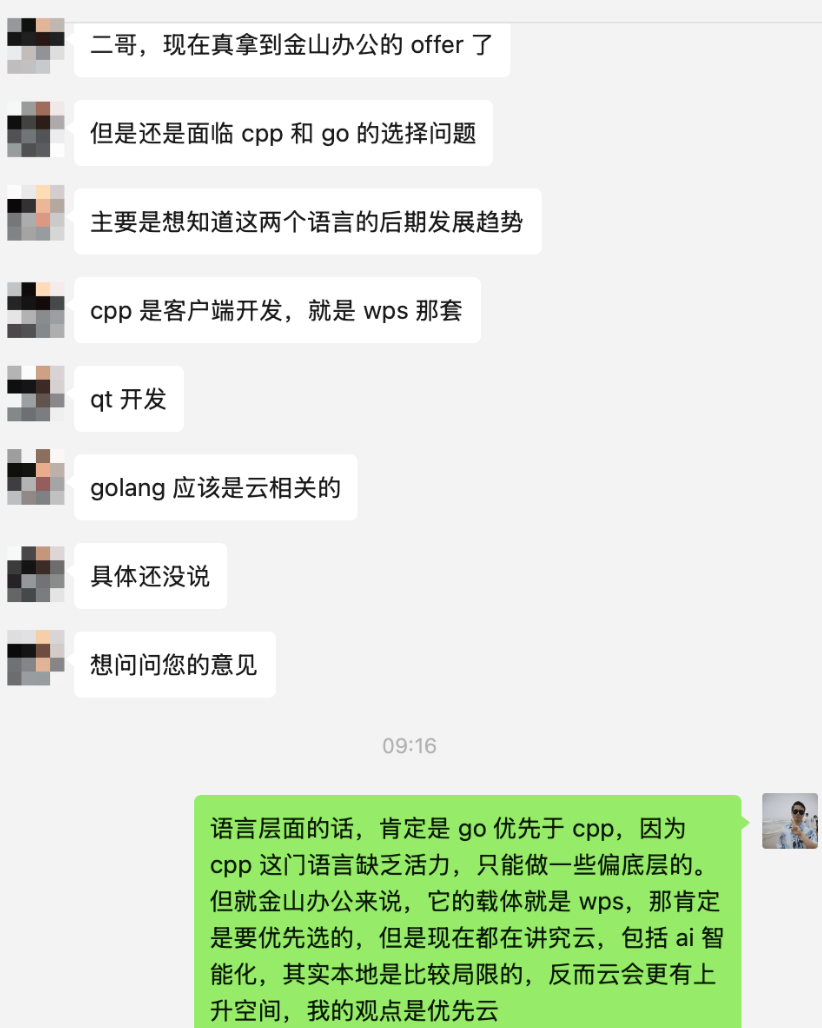 二哥，现在真拿到金山办公的 offer 了
但是还是面临 cpp 和 go 的选择问题
主要是想知道这两个语言的后期发展趋势
cpp 是客户端开发，就是 wps 那套
qt 开发
golang 应该是云相关的
具体还没说
想问问您的意见
09:16
语言层面的话，肯定是 go 优先于 cpp，因为
cpp 这门语言缺乏活力，只能做一些偏底层的。
但就金山办公来说，它的载体就是 wps，那肯定
是要优先选的，但是现在都在讲究云，包括 ai 智
能化，其实本地是比较局限的，反而云会更有上
升空间，我的观点是优先云